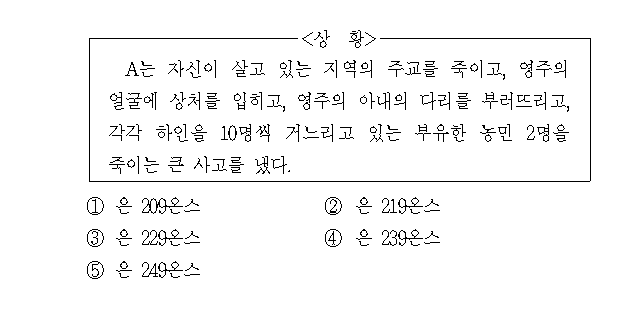 <상 황>
A는 자신이 살고 있는 지역의 주교를 죽이고, 영주의
얼굴에 상처를 입히고, 영주의 아내의 다리를 부러뜨리고,
각각 하인을 10명씩 거느리고 있는 부유한 농민 2명을
죽이는 큰 사고를 냈다.
① 은 209온스 ② 은 219온스
③ 은 229온스 ④ 은 239온스
⑤ 은 249온스